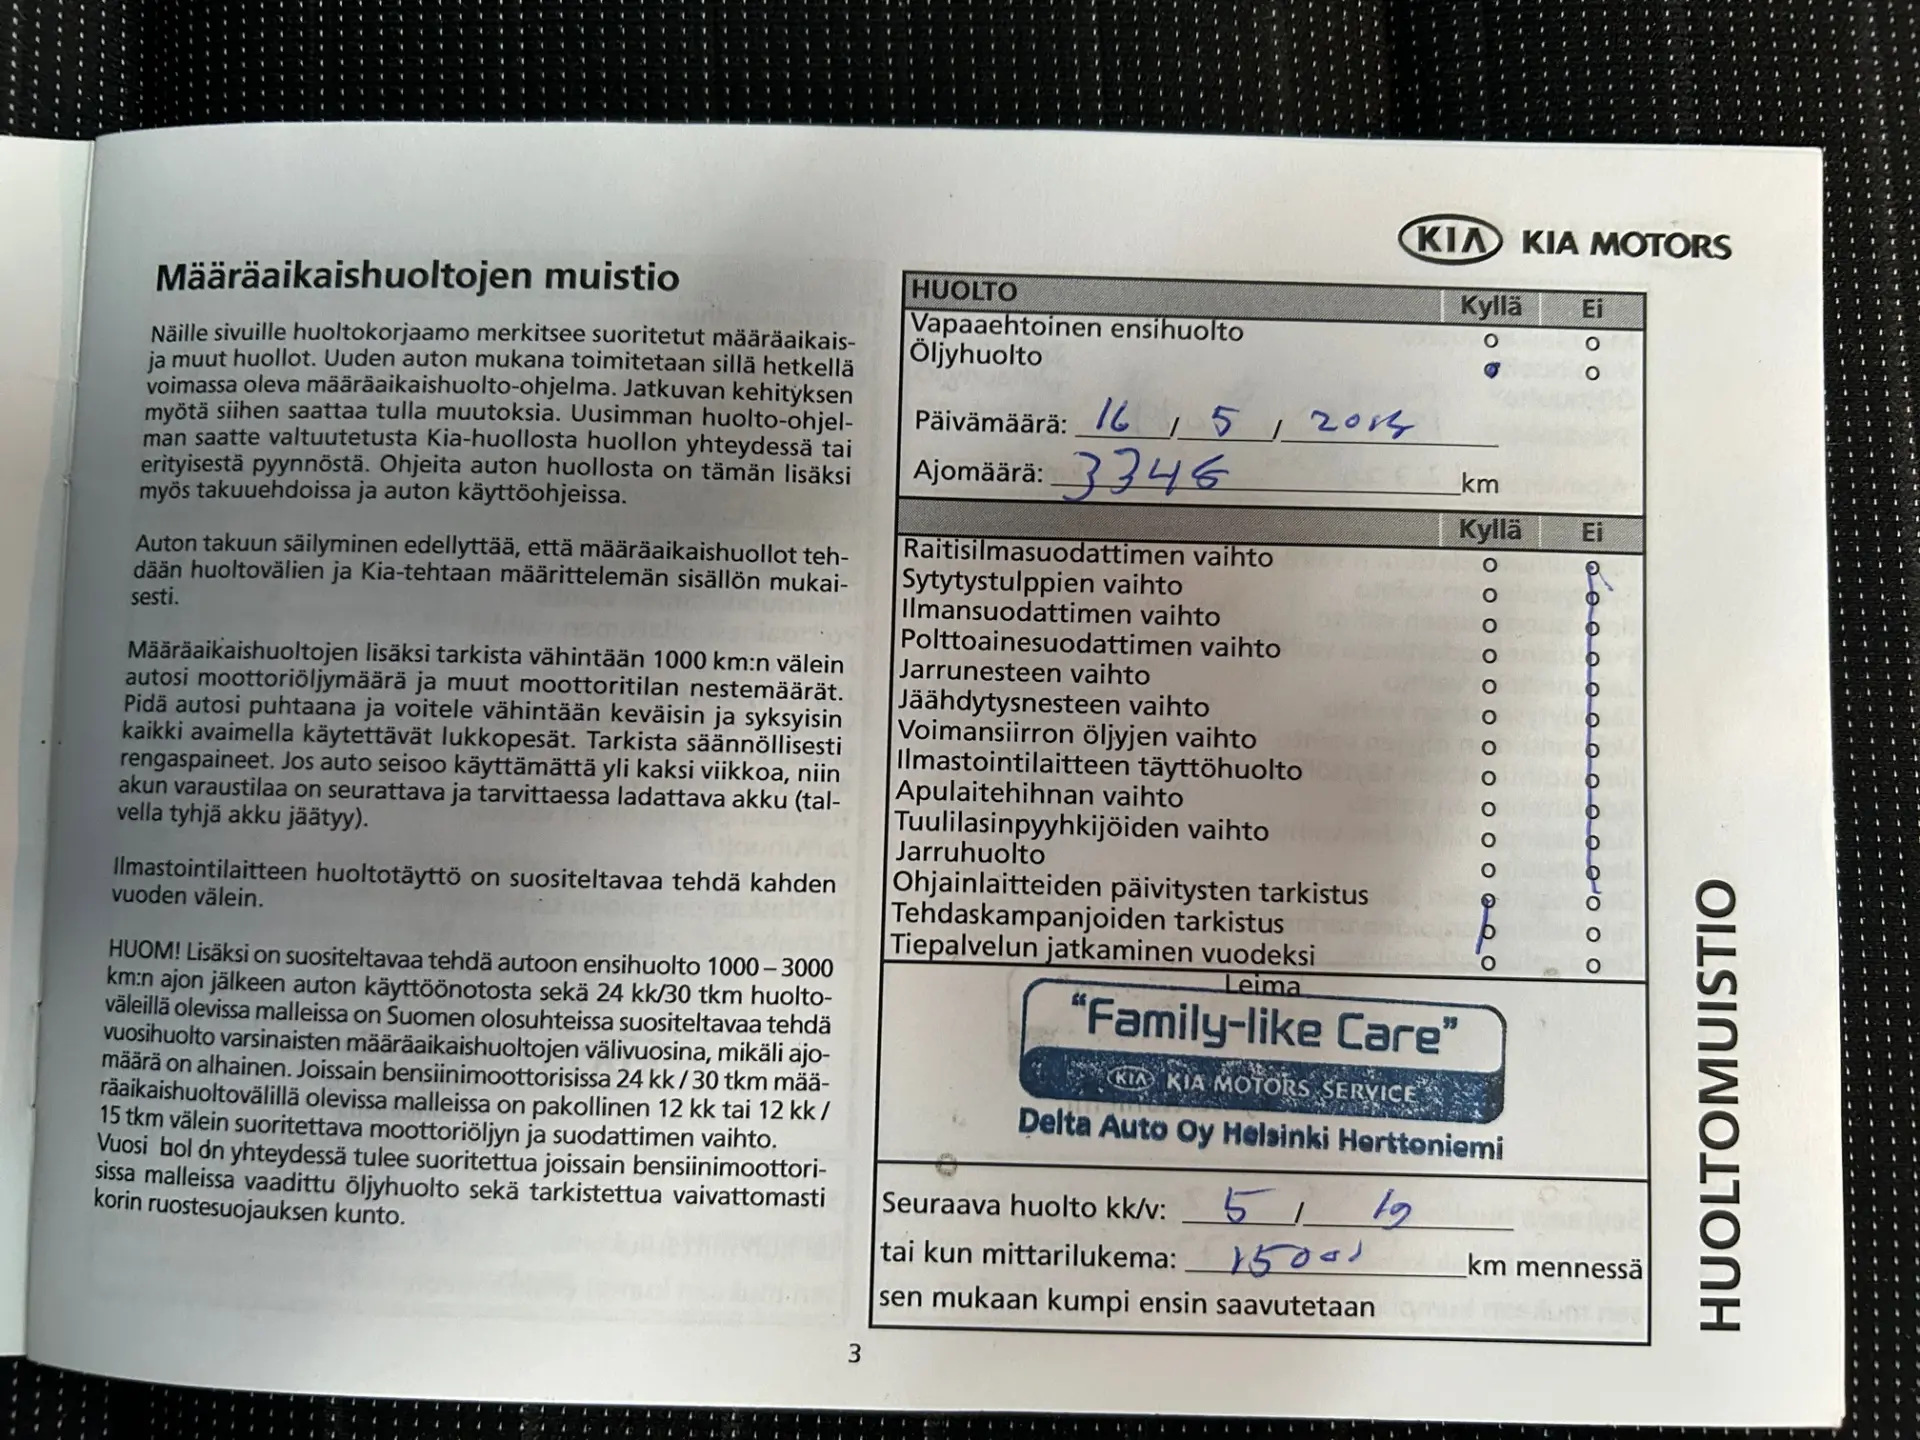 Määräaikaishuoltojen muistio
Näille sivuille huoltokorjaamo merkitsee suoritetut määräaikais-
ja muut huollot. Uuden auton mukana toimitetaan sillä hetkellä
voimassa oleva määräaikaishuolto-ohjelma. Jatkuvan kehityksen
myötä siihen saattaa tulla muutoksia. Uusimman huolto-ohjel-
man saatte valtuutetusta Kia-huollosta huollon yhteydessä tai
erityisestä pyynnöstä. Ohjeita auton huollosta on tämän lisäksi
myös takuuehdoissa ja auton käyttöohjeissa.
Auton takuun säilyminen edellyttää, että määräaikaishuollot teh-
dään huoltovälien ja Kia-tehtaan määrittelemän sisällön mukai-
sesti.
Määräaikaishuoltojen lisäksi tarkista vähintään 1000 km:n välein
autosi moottoriöljymäärä ja muut moottoritilan nestemäärät.
Pidä autosi puhtaana ja voitele vähintään keväisin ja syksyisin
kaikki avaimella käytettävät lukkopesät. Tarkista säännöllisesti
rengaspaineet. Jos auto seisoo käyttämättä yli kaksi viikkoa, niin
akun varaustilaa on seurattava ja tarvittaessa ladattava akku (tal-
vella tyhjä akku jäätyy).
Ilmastointilaitteen huoltotäyttö on suositeltavaa tehdä kahden
vuoden välein.
HUOM! Lisäksi on suositeltavaa tehdä autoon ensihuolto 1000 – 3000
km:n ajon jälkeen auton käyttöönotosta sekä 24 kk/30 tkm huolto-
väleillä olevissa malleissa on Suomen olosuhteissa suositeltavaa tehdä
vuosihuolto varsinaisten määräaikaishuoltojen välivuosina, mikäli ajo-
määrä on alhainen. Joissain bensiinimoottorisissa 24 kk / 30 tkm mää-
räaikaishuoltovälillä olevissa malleissa on pakollinen 12 kk tai 12 kk /
15 tkm välein suoritettava moottoriöljyn ja suodattimen vaihto.
Vuosi yhteydessä tulee suoritettua joissain bensiinimoottori-
sissa malleissa vaadittu öljyhuolto sekä tarkistettua vaivattomasti
korin ruostesuojauksen kunto.
3
KIA KIA MOTORS
HUOLTO Kyllä Ei
Vapaaehtoinen ensihuolto o o
Öljyhuolto o o
Päivämäärä: 16 / 5 /
Ajomäärä: 3346 km
Kyllä Ei
Raitisilmasuodattimen vaihto o o
Sytytystulppien vaihto o o
Ilmansuodattimen vaihto o o
Polttoainesuodattimen vaihto o o
Jarrunesteen vaihto o o
Jäähdytysnesteen vaihto o o
Voimansiirron öljyjen vaihto o o
Ilmastointilaitteen täyttöhuolto o o
Apulaitehihnan vaihto o o
Tuulilasinpyyhkijöiden vaihto o o
Jarruhuolto o o
Ohjainlaitteiden päivitysten tarkistus o o
Tehdaskampanjoiden tarkistus o o
Tiepalvelun jatkaminen vuodeksi o o
Leima
"Family-like Care"
KIA KIA MOTORS SERVICE
Delta Auto Oy Helsinki Herttoniemi
Seuraava huolto kk/v: 5 / 19
tai kun mittarilukema: km mennessä
sen mukaan kumpi ensin saavutetaan
HUOLTOMUISTIO